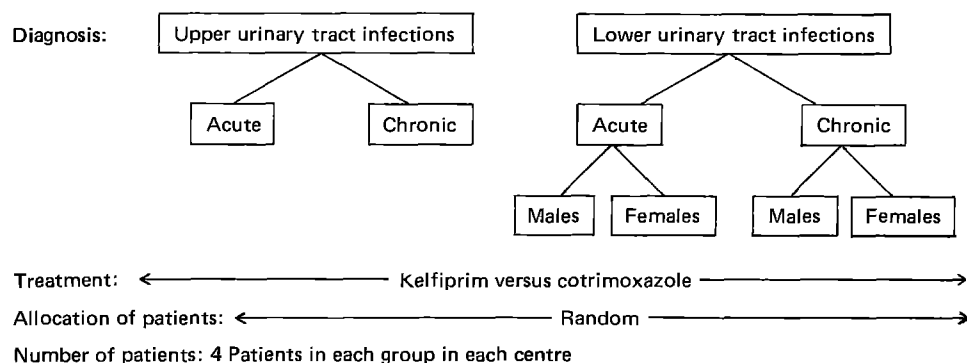 Diagnosis: Upper urinary tract infections Lower urinary tract infections
Acute Chronic Acute Chronic
Males Females Males Females
Treatment: Kelfiprim versus cotrimoxazole
Allocation of patients: Random
Number of patients: 4 Patients in each group in each centre